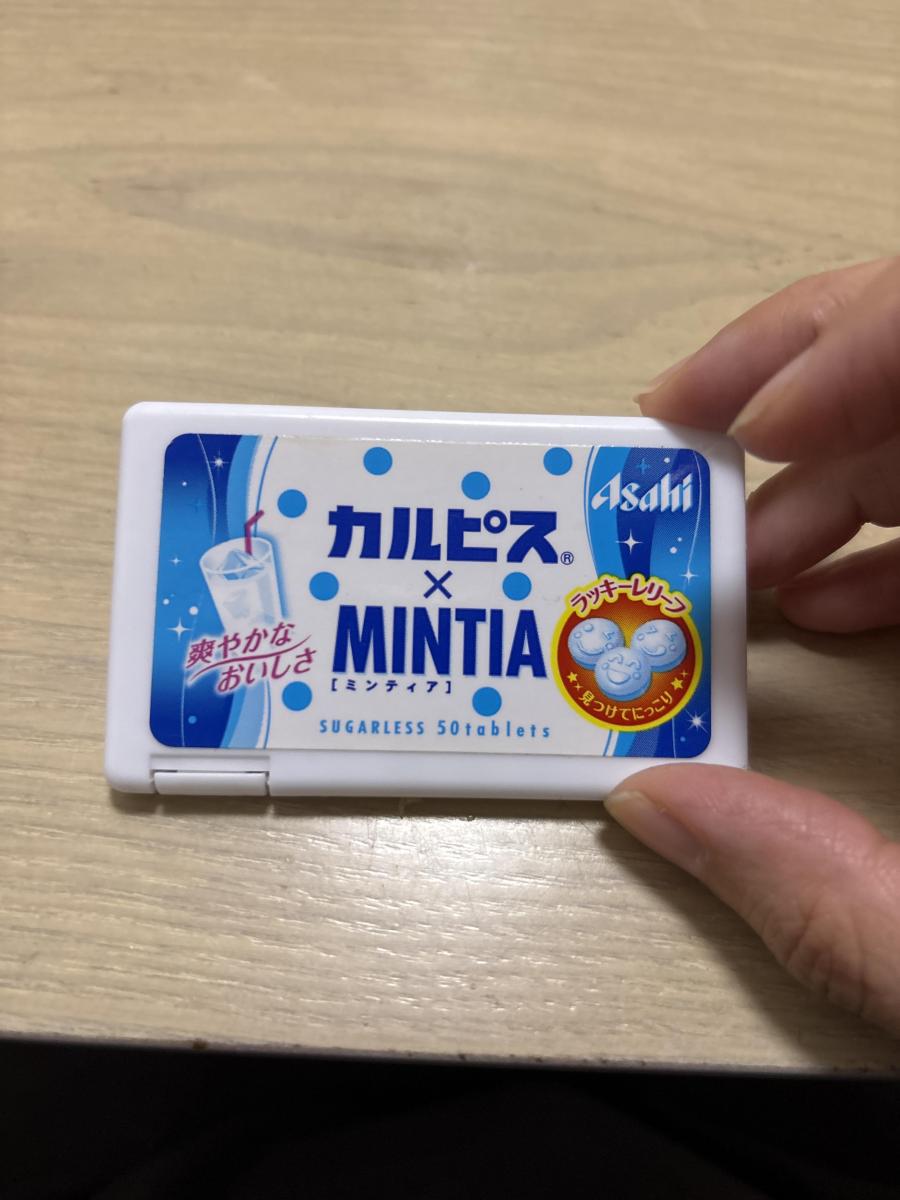 Asahi
カルピス®
×
MINTIA
[ミンティア]
SUGARLESS 50tablets
爽やかな
おいしさ
ラッキーレリーフ
見つけてにっこり